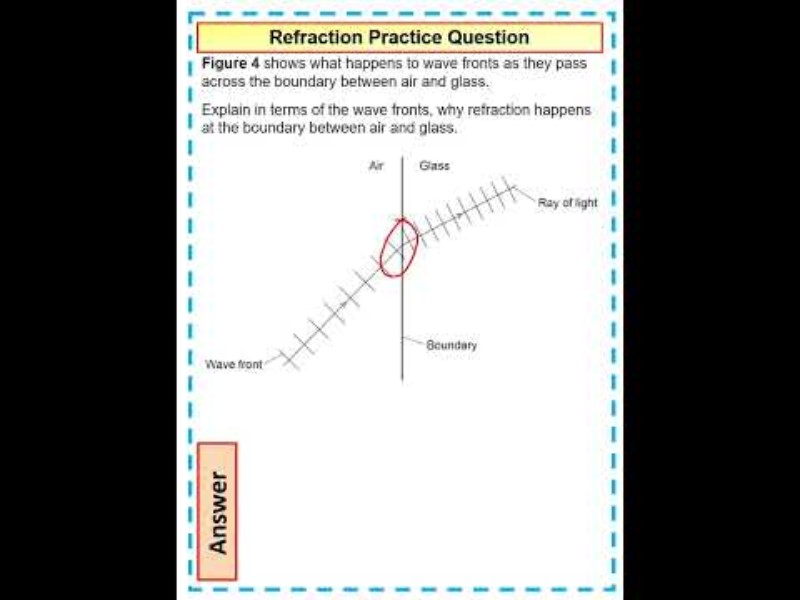 Refraction Practice Question
Figure 4 shows what happens to wave fronts as they pass
across the boundary between air and glass.
Explain in terms of the wave fronts, why refraction happens
at the boundary between air and glass.
Air
Glass
Ray of light
Boundary
Wave front
Answer